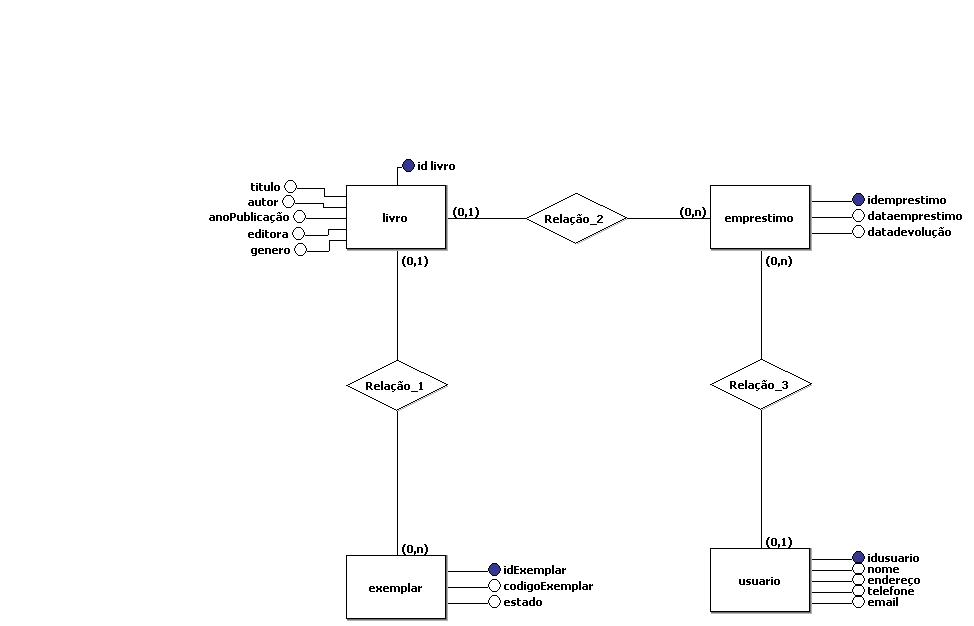 id livro
titulo
autor
anoPublicação
editora
genero
livro
(0,1)
Relação_2
(0,n)
emprestimo
idemprestimo
dataemprestimo
datadevolução
(0,1)
(0,n)
Relação_1
Relação_3
(0,n)
(0,1)
exemplar
idExemplar
codigoExemplar
estado
usuario
idusuario
nome
endereço
telefone
email